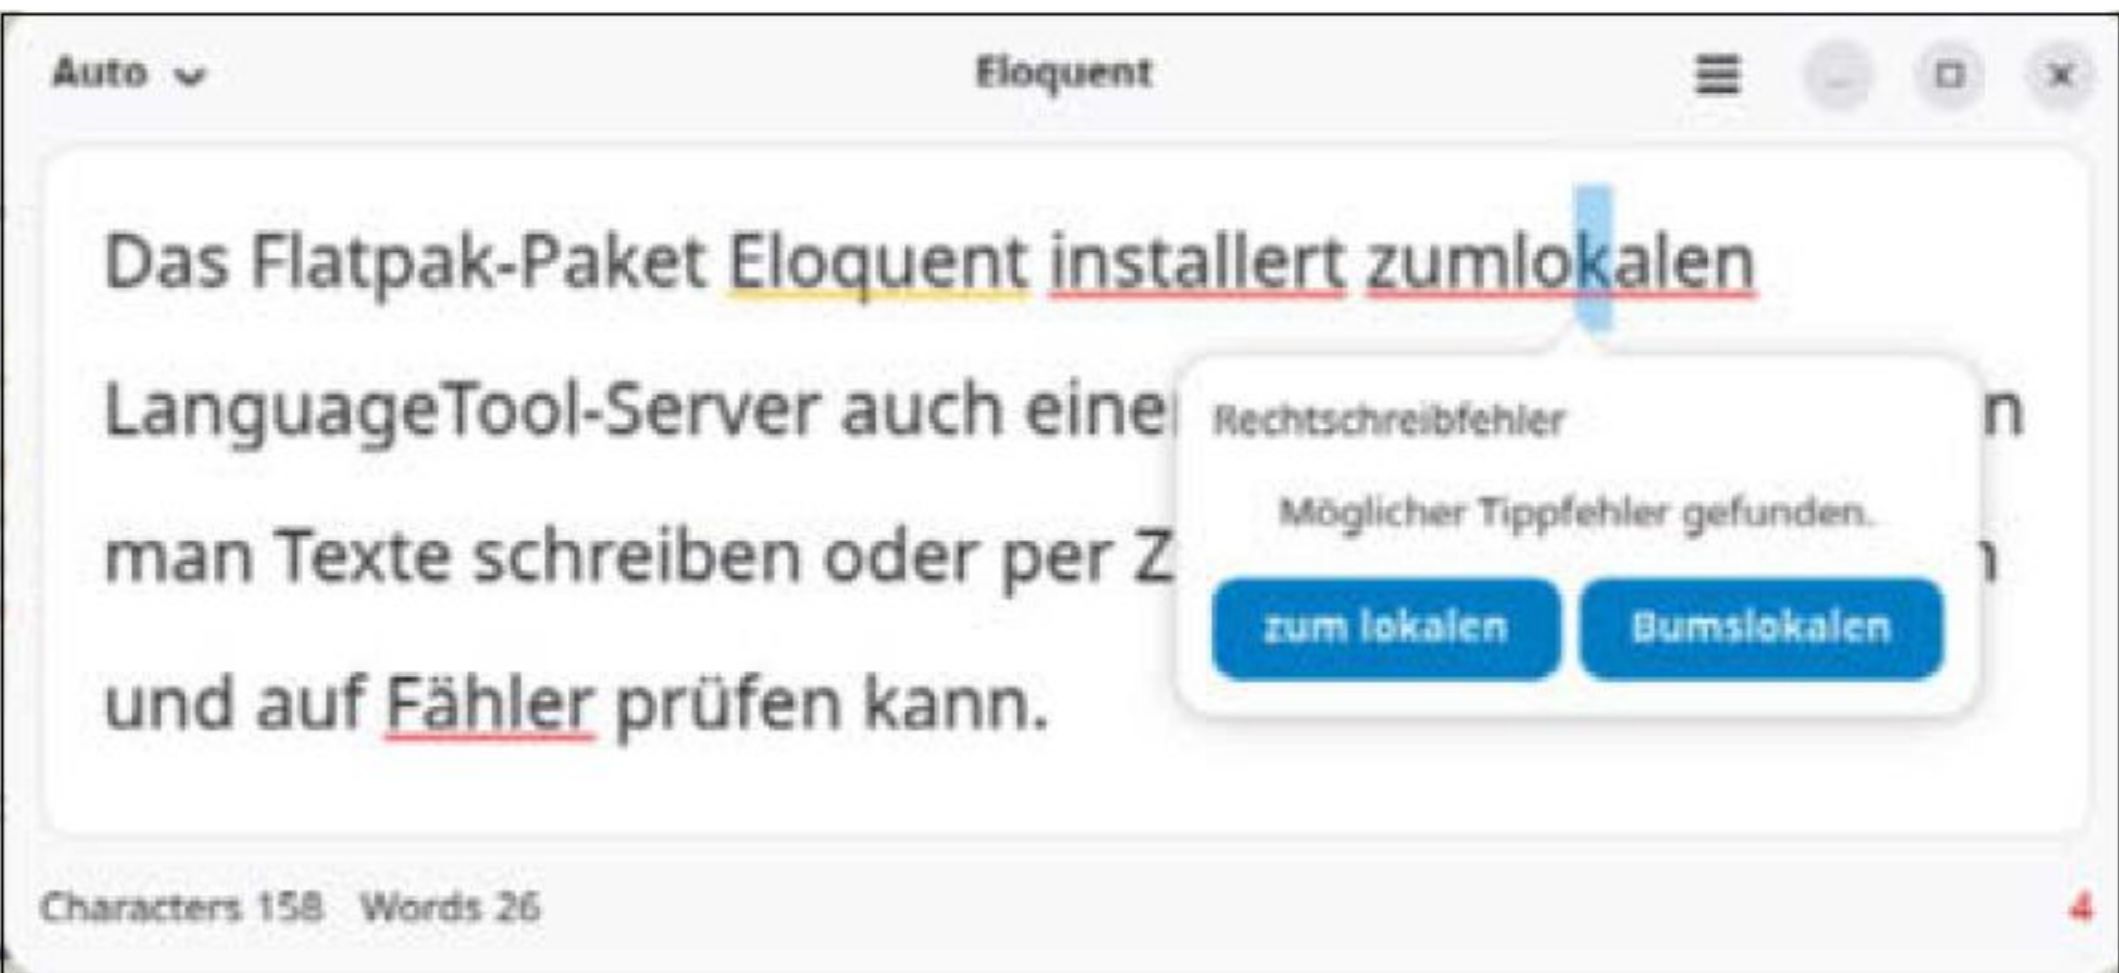 Auto
Eloquent
Das Flatpak-Paket Eloquent installert zumlokalen
LanguageTool-Server auch eine
Rechtschreibfehler
Möglicher Tippfehler gefunden.
man Texte schreiben oder per Z
zum lokalen Bumslokalen
und auf Fähler prüfen kann.
Characters 158 Words 26
4